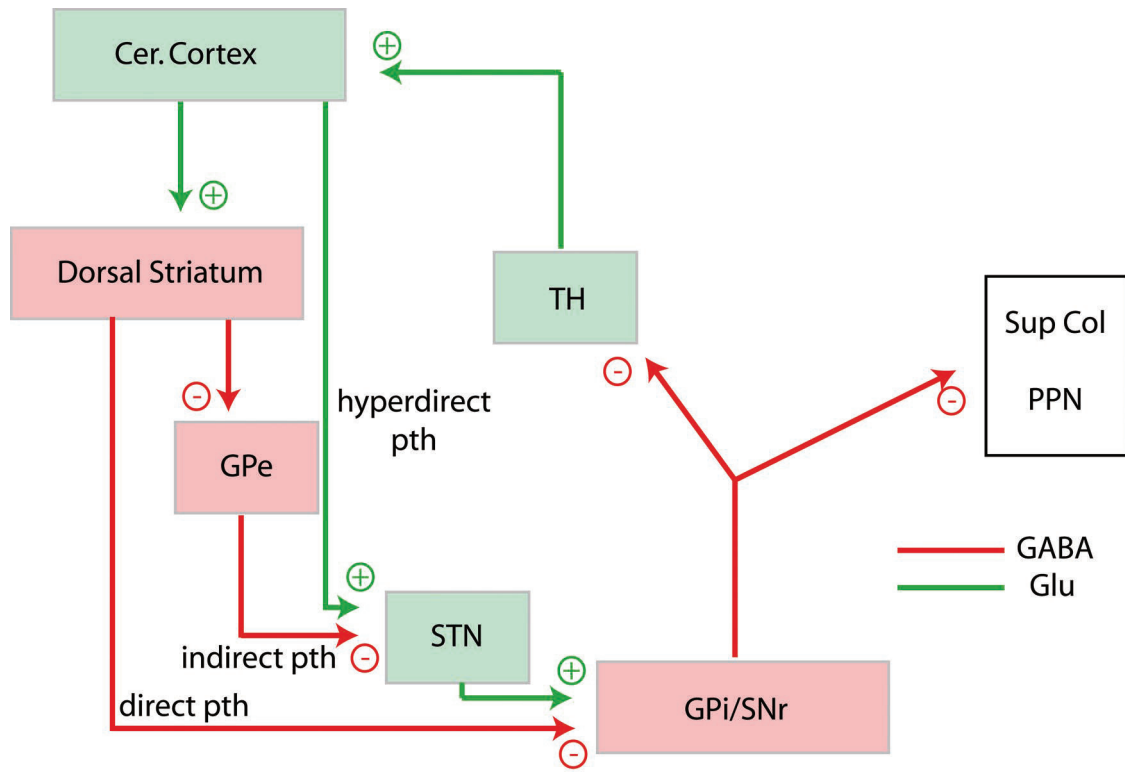 Cer. Cortex
+
+
Dorsal Striatum
TH
Sup Col
PPN
-
-
-
hyperdirect
pth
GPe
GABA
Glu
+
STN
-
indirect pth
+
direct pth
GPi/SNr
-